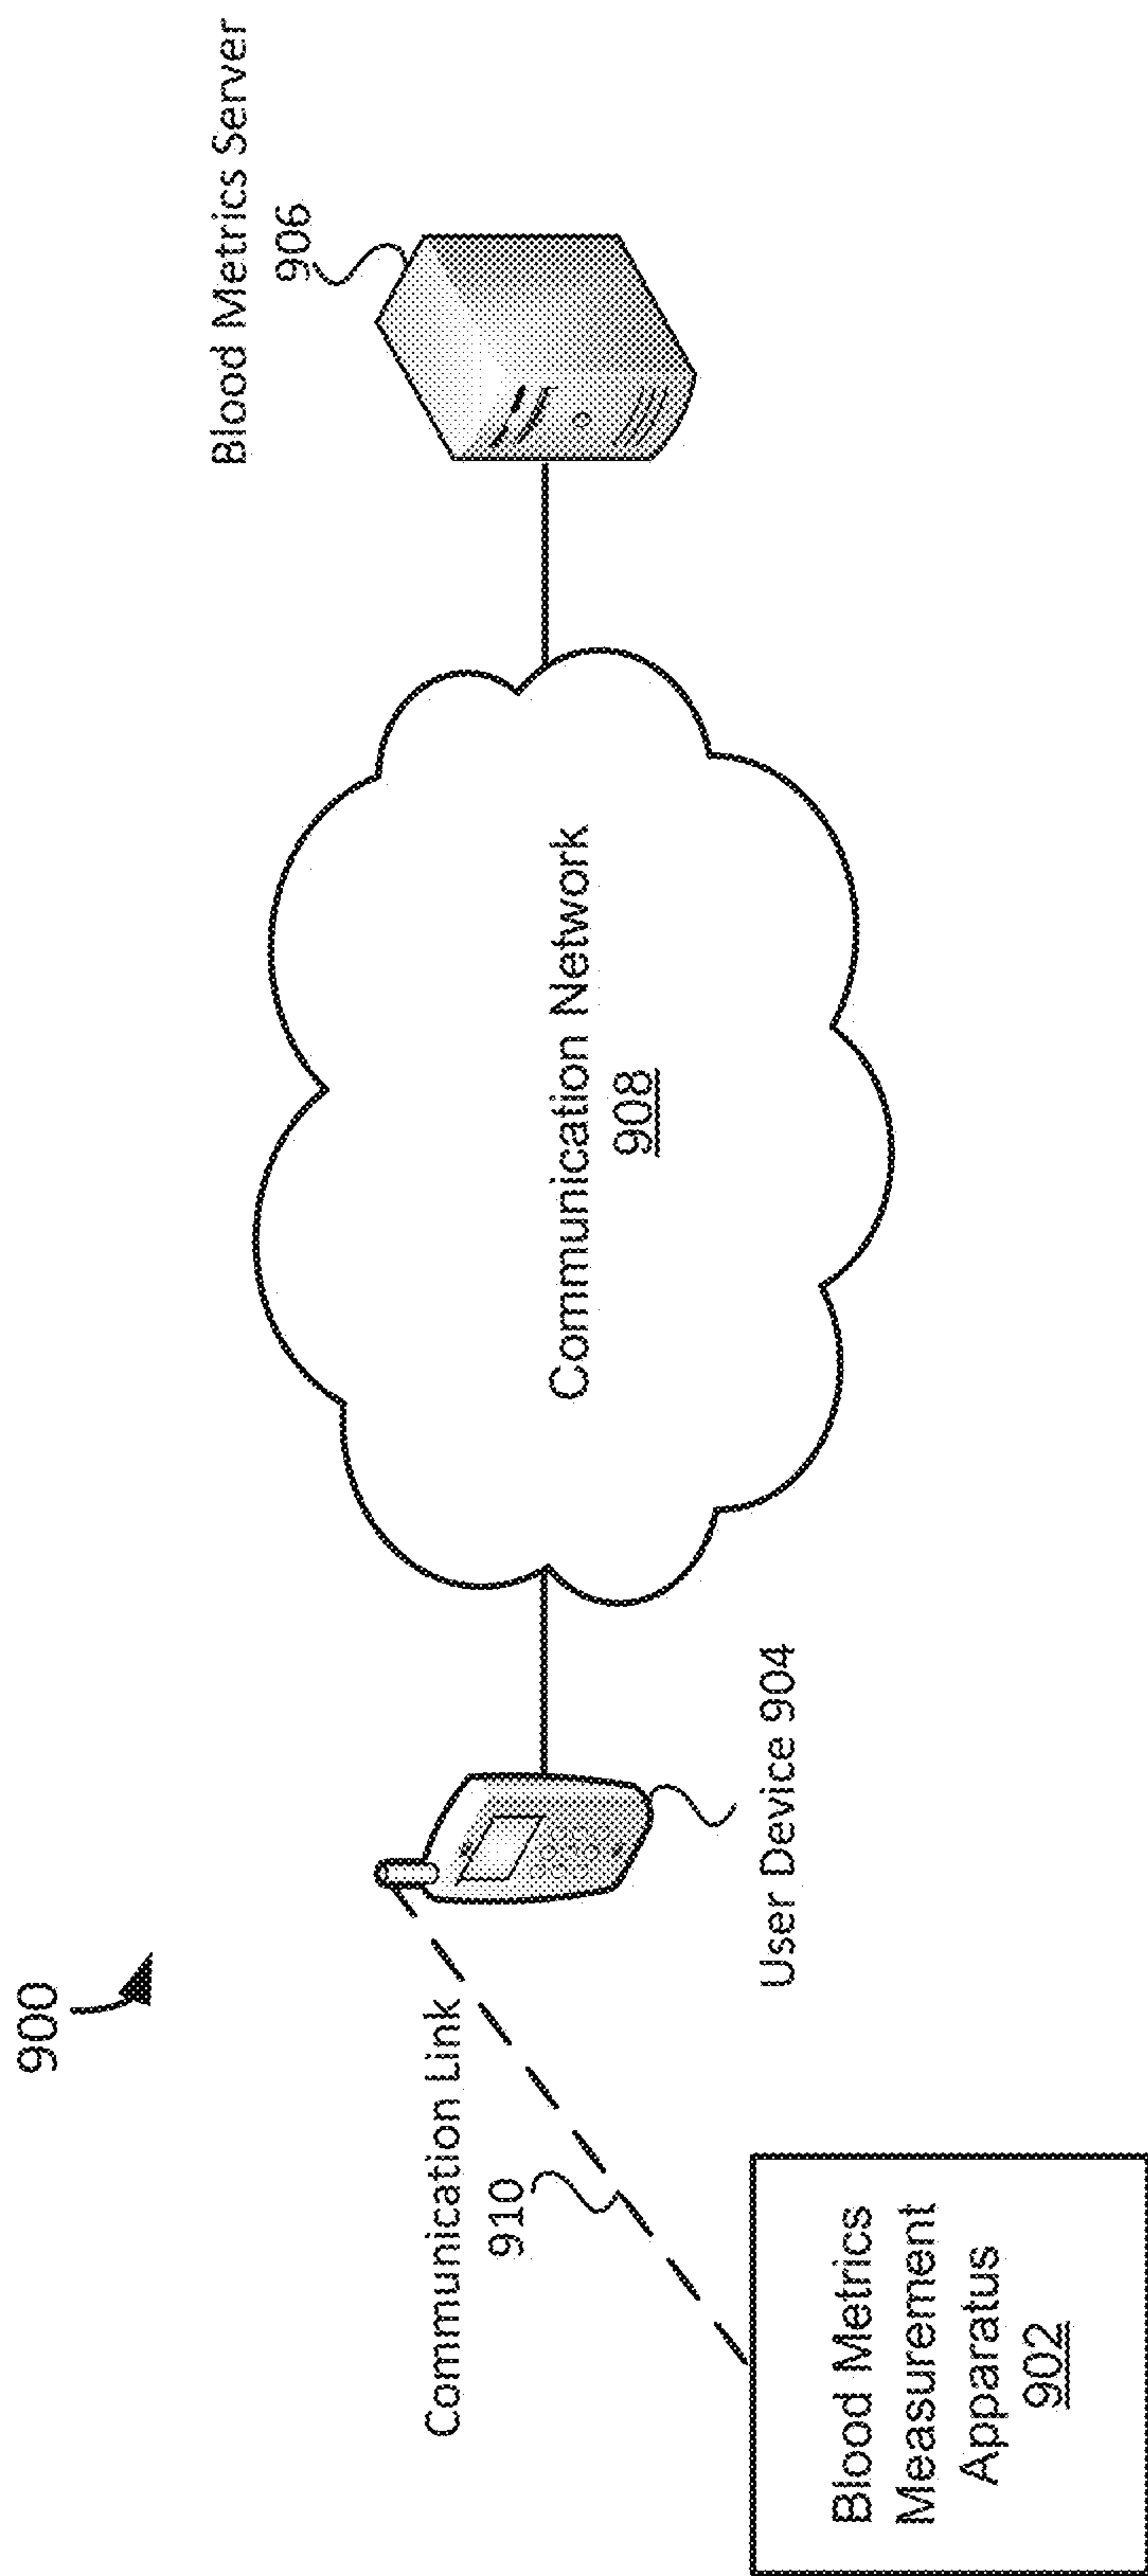 900
Blood Metrics Server
906
Communication Link
910
Communication Network
908
User Device 904
Blood Metrics
Measurement
Apparatus
902